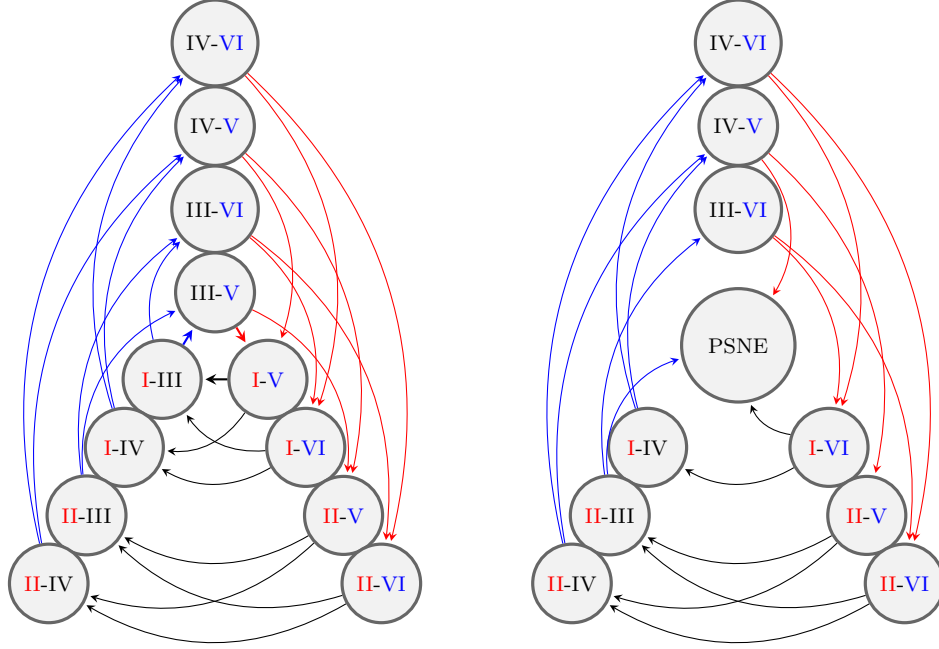 IV-VI
IV-V
III-VI
III-V
I-III
I-V
I-IV
I-VI
II-III
II-V
II-IV
II-VI
IV-VI
IV-V
III-VI
PSNE
I-IV
I-VI
II-III
II-V
II-IV
II-VI